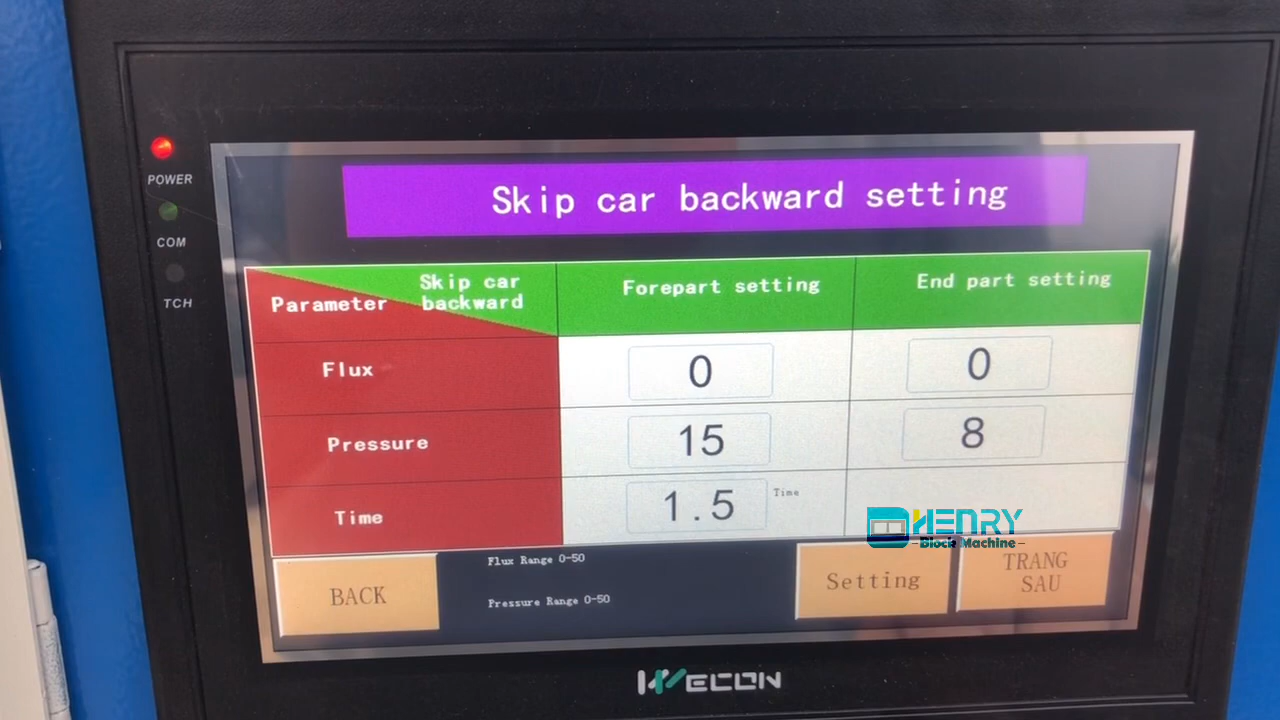 POWER
COM
TCH
Skip car backward setting
Skip car
backward
Parameter
Forepart setting
End part setting
Flux
0
0
Pressure
15
8
Time
1.5
Time
HENRY
Block Machine
BACK
Flux Range 0-50
Pressure Range 0-50
Setting
TRANG
SAU
WECON